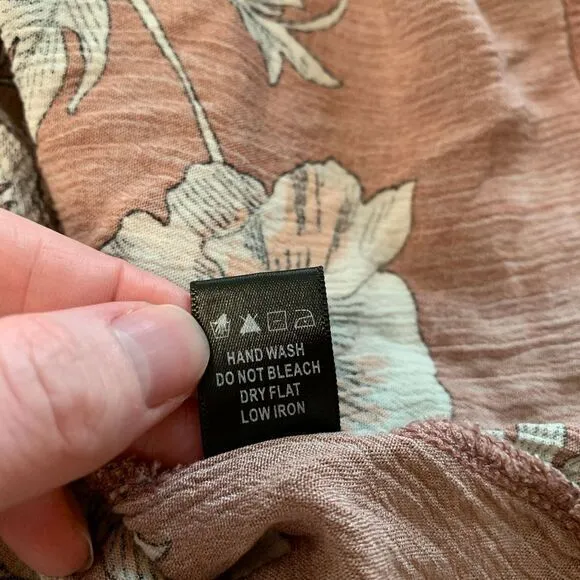 HAND WASH
DO NOT BLEACH
DRY FLAT
LOW IRON